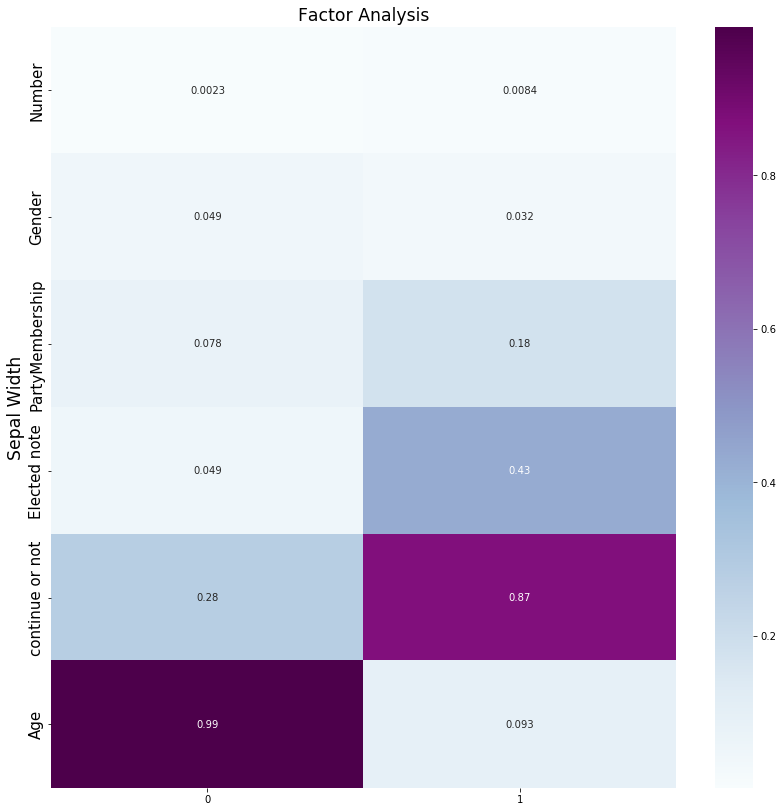 Factor Analysis
Sepal Width
Number
0.0023
0.0084
Gender
0.049
0.032
PartyMembership
0.078
0.18
Elected note
0.049
0.43
continue or not
0.28
0.87
Age
0.99
0.093
0
1
0.8
0.6
0.4
0.2